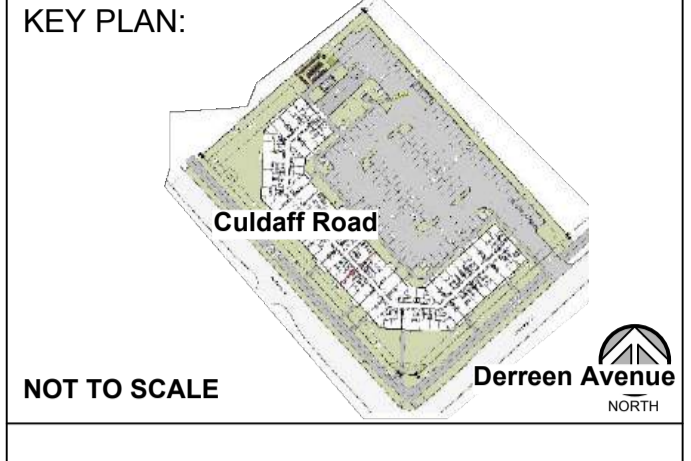 KEY PLAN:
Culdaff Road
Derreen Avenue
NOT TO SCALE
NORTH